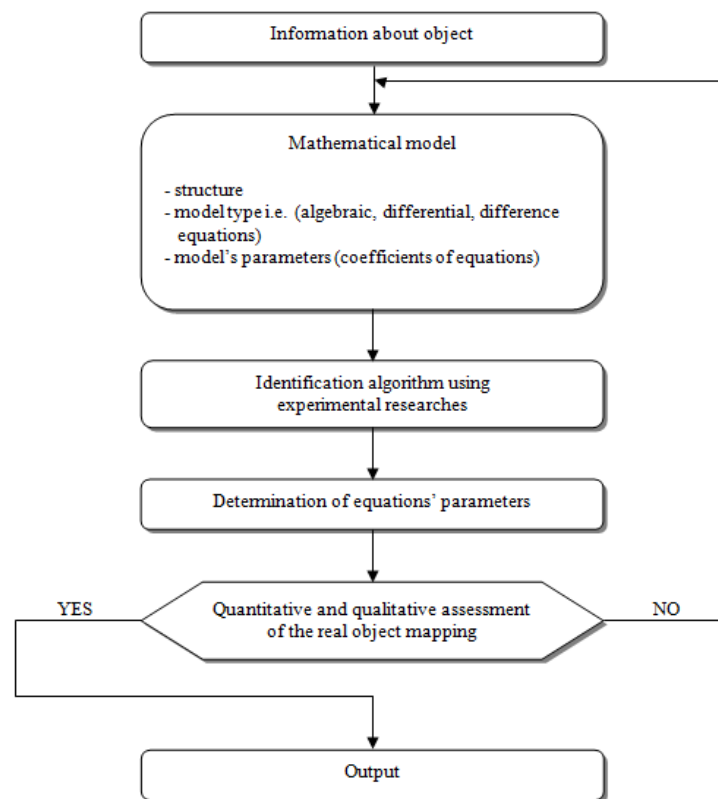 Information about object
Mathematical model
- structure
- model type i.e. (algebraic, differential, difference
equations)
- model's parameters (coefficients of equations)
Identification algorithm using
experimental researches
Determination of equations' parameters
YES
Quantitative and qualitative assessment
of the real object mapping
NO
Output